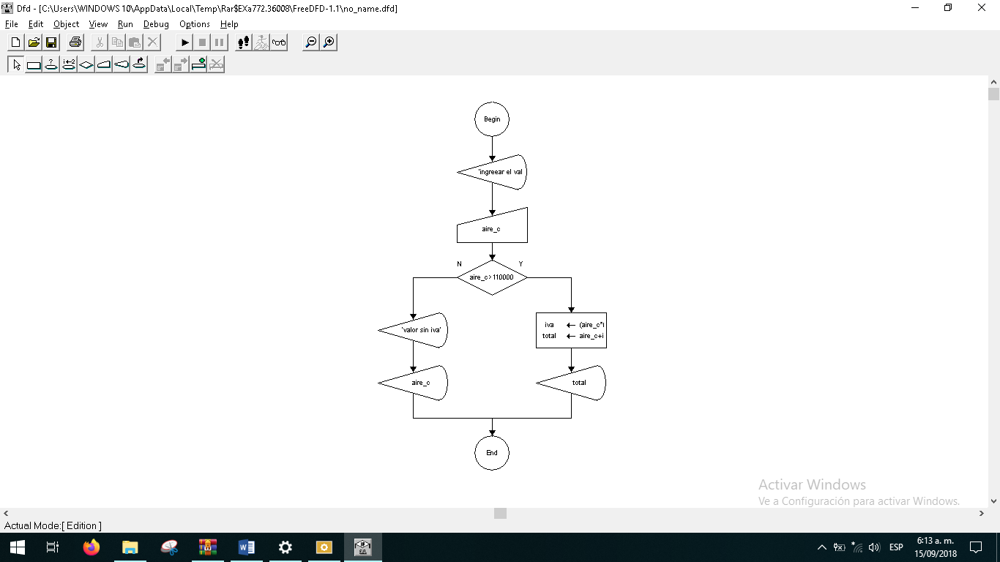 Dfd - [C:\Users\WINDOWS 10\AppData\Local\Temp\Rar$EXa772.36008\FreeDFD-1.1\no_name.dfd]
File Edit Object View Run Debug Options Help
Begin
'ingreear el val
aire_c
N Y
aire_c>110000
'valor sin iva'
iva ← (aire_c*i
total ← aire_c+i
aire_c
total
End
Activar Windows
Ve a Configuración para activar Windows.
Actual Mode:[ Edition ]
ESP
6:13 a. m.
15/09/2018